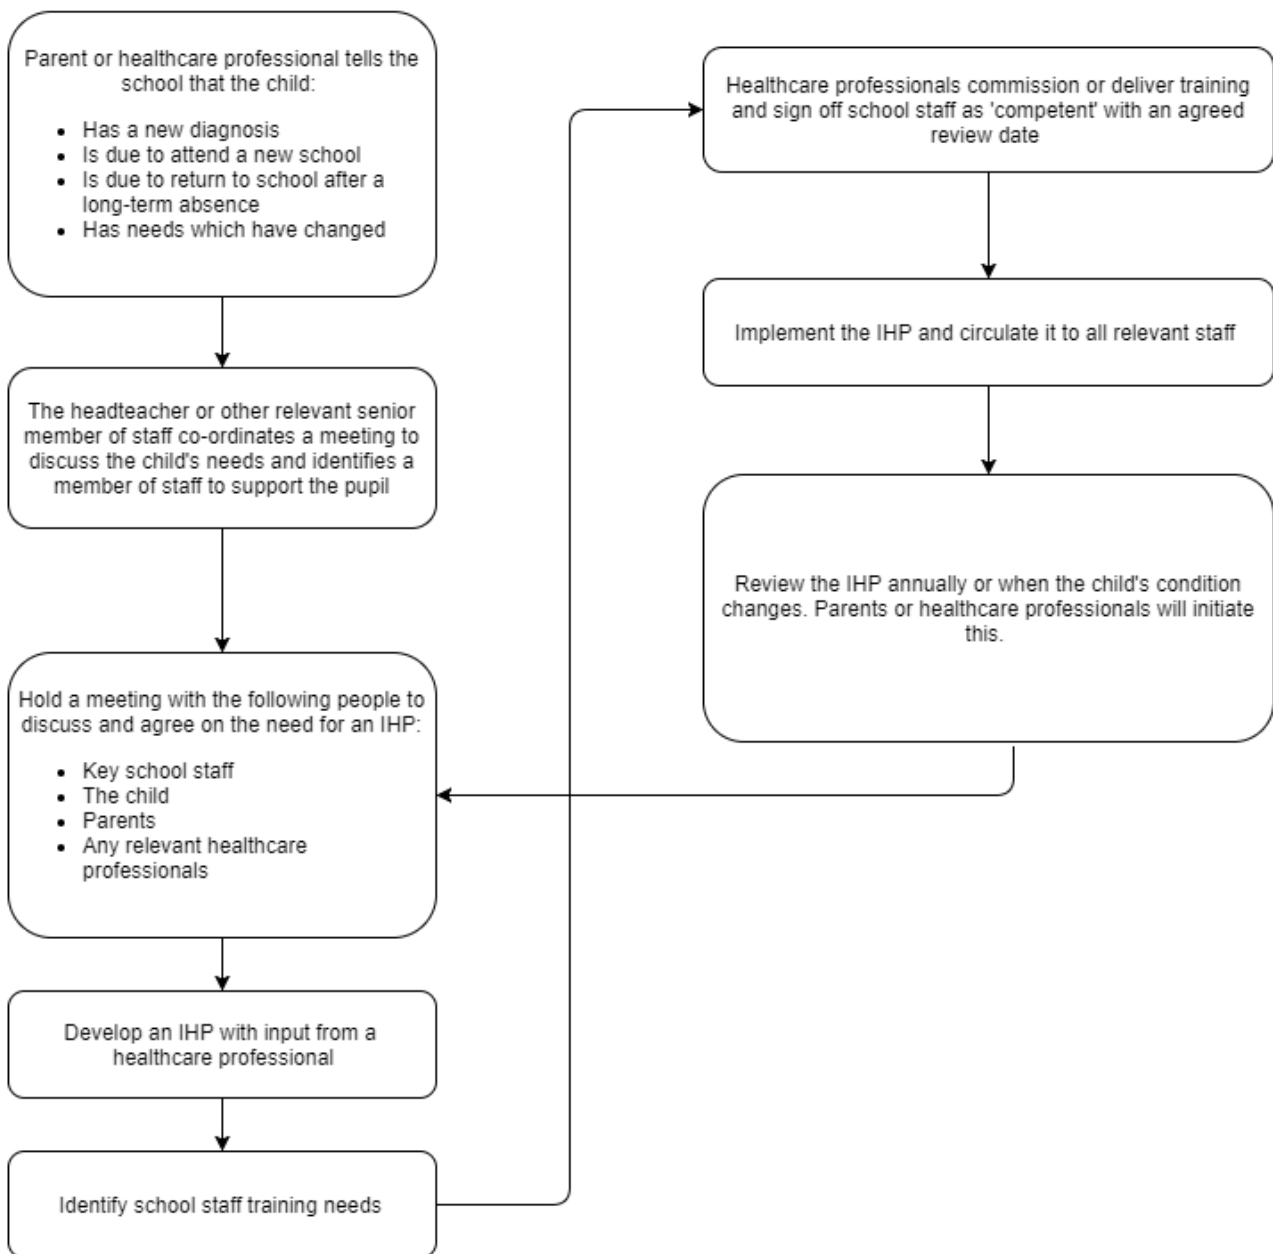 Parent or healthcare professional tells the
school that the child:
• Has a new diagnosis
• Is due to attend a new school
• Is due to return to school after a
long-term absence
• Has needs which have changed
The headteacher or other relevant senior
member of staff co-ordinates a meeting to
discuss the child's needs and identifies a
member of staff to support the pupil
Hold a meeting with the following people to
discuss and agree on the need for an IHP:
• Key school staff
• The child
• Parents
• Any relevant healthcare
professionals
Develop an IHP with input from a
healthcare professional
Identify school staff training needs
Healthcare professionals commission or deliver training
and sign off school staff as 'competent' with an agreed
review date
Implement the IHP and circulate it to all relevant staff
Review the IHP annually or when the child's condition
changes. Parents or healthcare professionals will initiate
this.